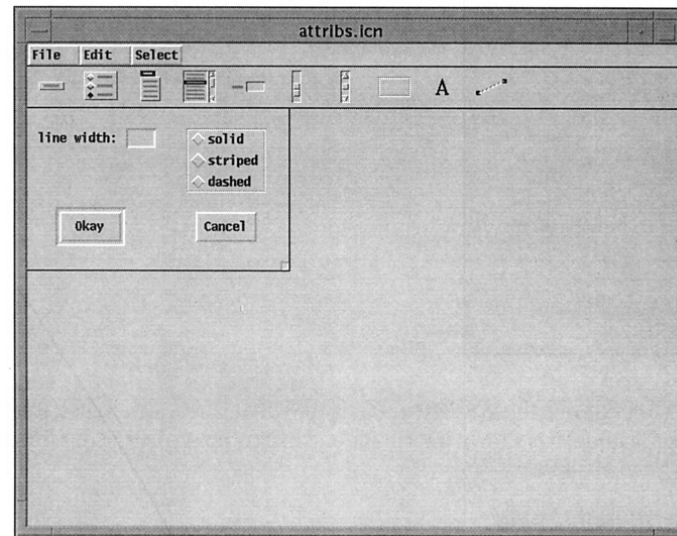 attribs.icn
File Edit Select
A
line width:
solid
striped
dashed
Okay Cancel